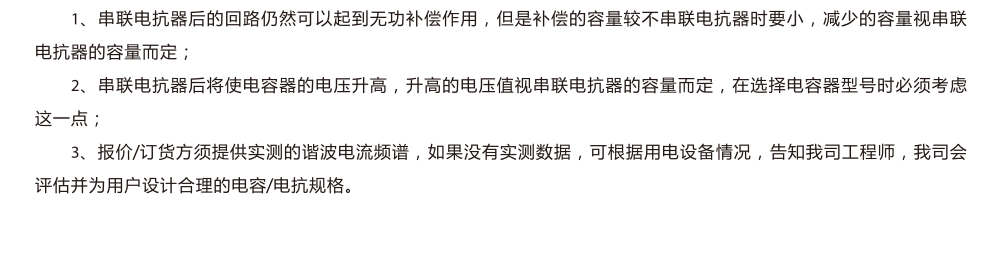 1、串联电抗器后的回路仍然可以起到无功补偿作用，但是补偿的容量较不串联电抗器时要小，减少的容量视串联
电抗器的容量而定；
2、串联电抗器后将使电容器的电压升高，升高的电压值视串联电抗器的容量而定，在选择电容器型号时必须考虑
这一点；
3、报价/订货方须提供实测的谐波电流频谱，如果没有实测数据，可根据用电设备情况，告知我司工程师，我司会
评估并为用户设计合理的电容/电抗规格。